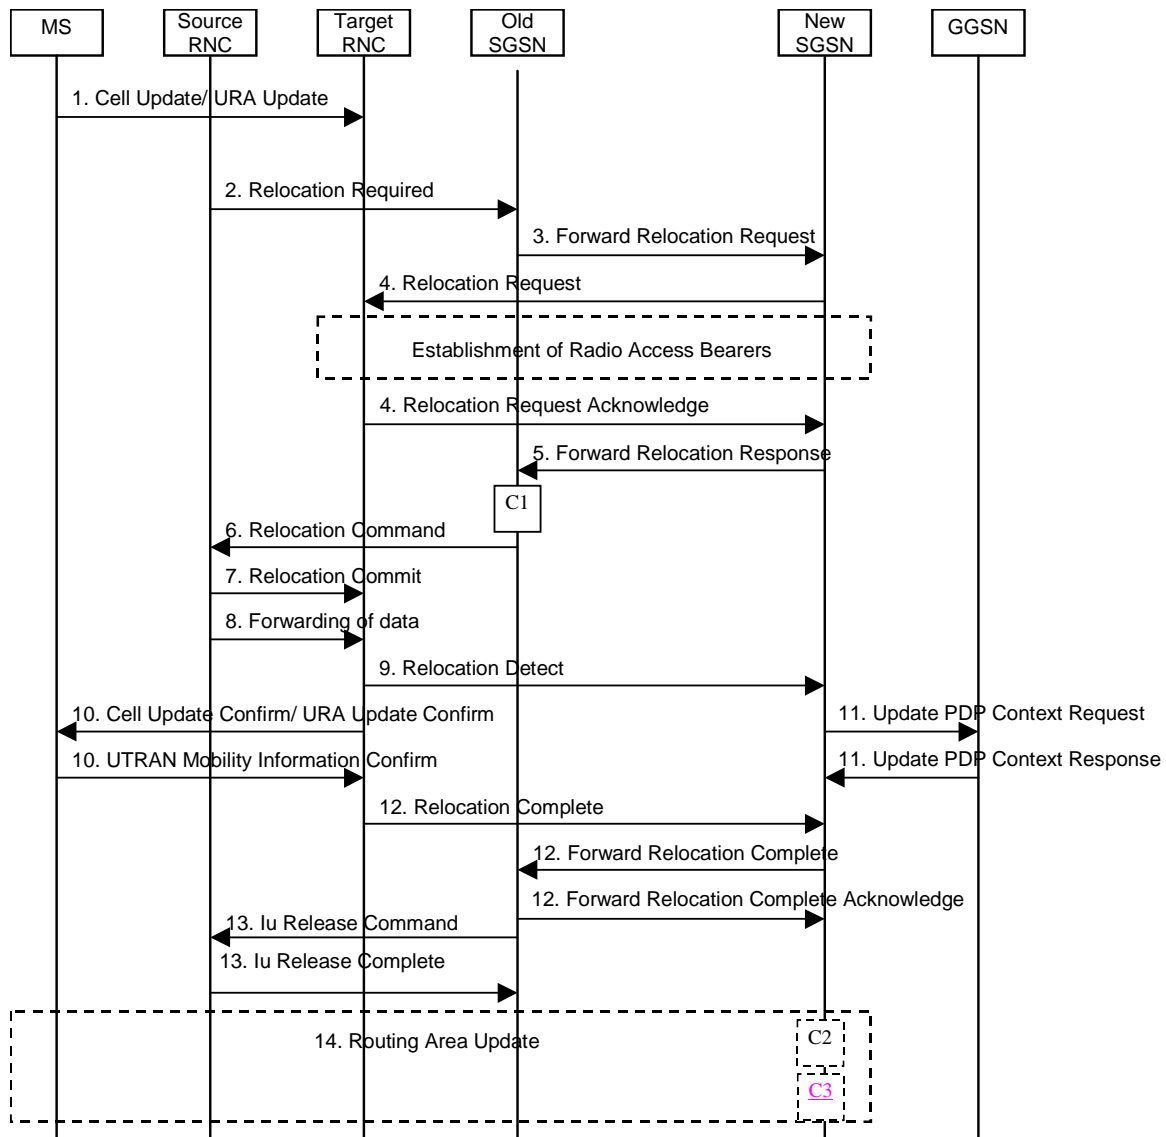 MS
Source
RNC
Target
RNC
Old
SGSN
New
SGSN
GGSN
1. Cell Update/ URA Update
2. Relocation Required
3. Forward Relocation Request
4. Relocation Request
Establishment of Radio Access Bearers
4. Relocation Request Acknowledge
5. Forward Relocation Response
C1
6. Relocation Command
7. Relocation Commit
8. Forwarding of data
9. Relocation Detect
10. Cell Update Confirm/ URA Update Confirm
11. Update PDP Context Request
10. UTRAN Mobility Information Confirm
11. Update PDP Context Response
12. Relocation Complete
12. Forward Relocation Complete
12. Forward Relocation Complete Acknowledge
13. Iu Release Command
13. Iu Release Complete
14. Routing Area Update
C2
C3